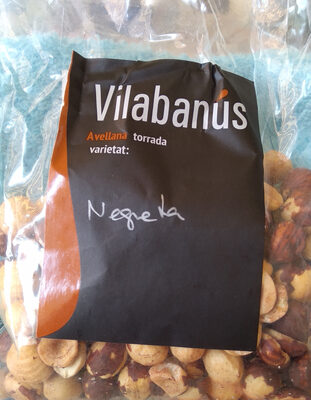 Vilabanús
Avellana torrada
varietat:
Negreta